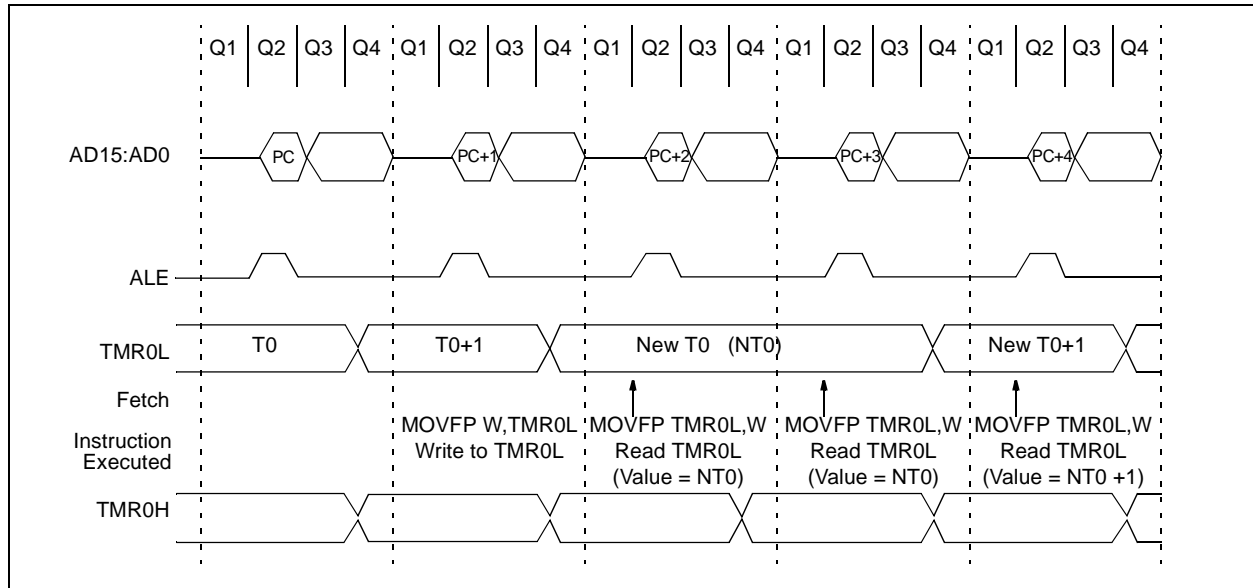 Q1 Q2 Q3 Q4 Q1 Q2 Q3 Q4 Q1 Q2 Q3 Q4 Q1 Q2 Q3 Q4 Q1 Q2 Q3 Q4
AD15:AD0 PC PC+1 PC+2 PC+3 PC+4
ALE
TMR0L T0 T0+1 New T0 (NT0) New T0+1
Fetch
Instruction
Executed
MOVFP W,TMR0L
Write to TMR0L
MOVFP TMR0L,W
Read TMR0L
(Value = NT0)
MOVFP TMR0L,W
Read TMR0L
(Value = NT0)
MOVFP TMR0L,W
Read TMR0L
(Value = NT0 +1)
TMR0H